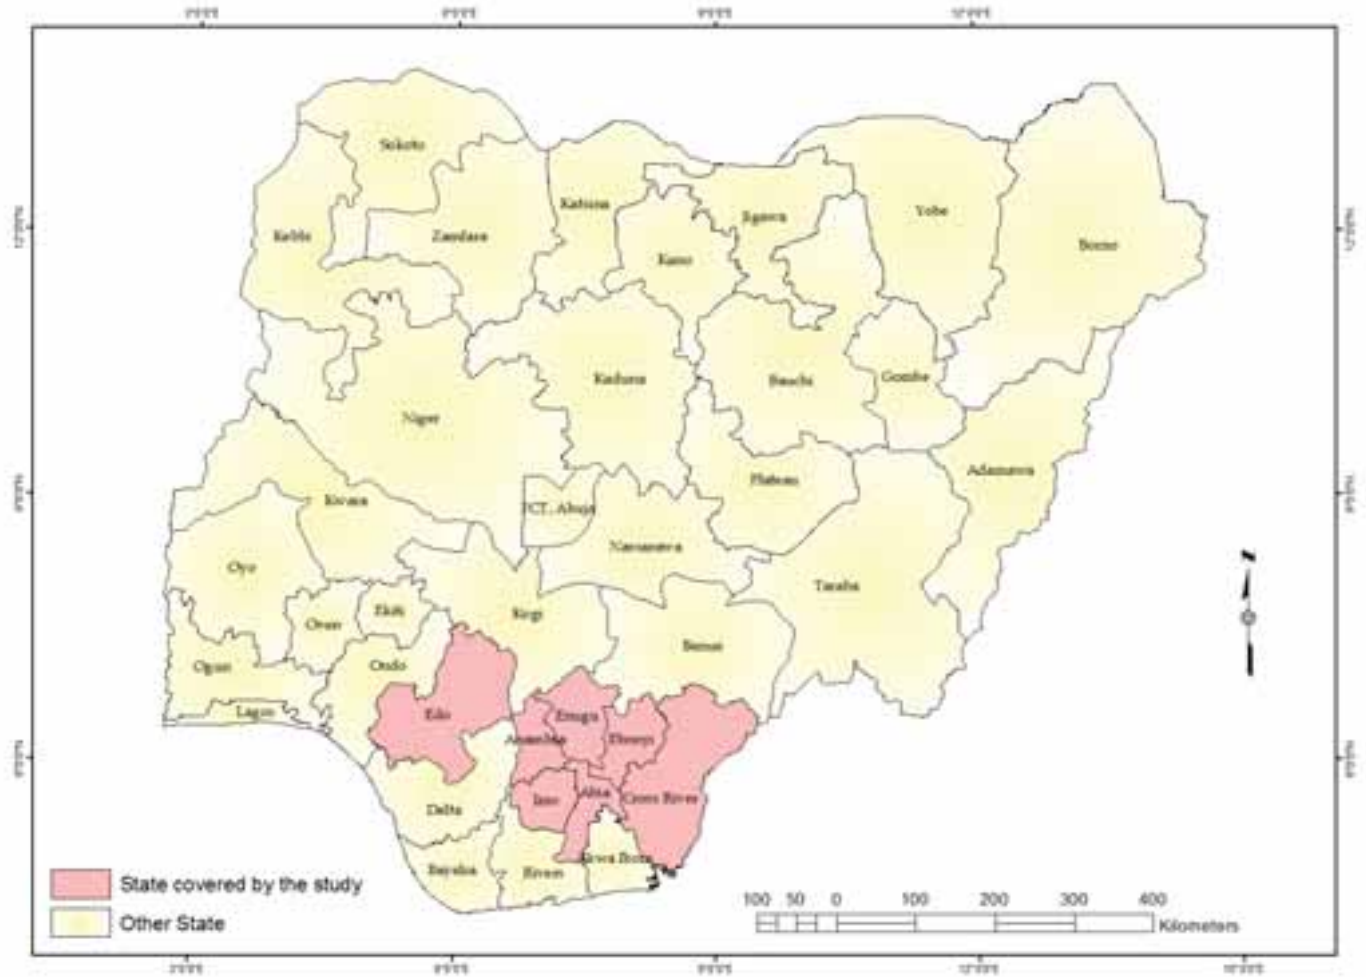 Sokoto
Katsina
Jigawa
Yobe
Borno
Kebbi
Zamfara
Kano
Kaduna
Bauchi
Gombe
Niger
Adamawa
Plateau
Kwara
FCT, Abuja
Nassarawa
Oyo
Taraba
Osun
Ekiti
Kogi
Benue
Ogun
Ondo
Lagos
Edo
Enugu
Anambra
Ebonyi
Imo
Abia
Cross River
Delta
Akwa Ibom
Bayelsa
Rivers
State covered by the study
Other State
100 50 0 100 200 300 400
Kilometers